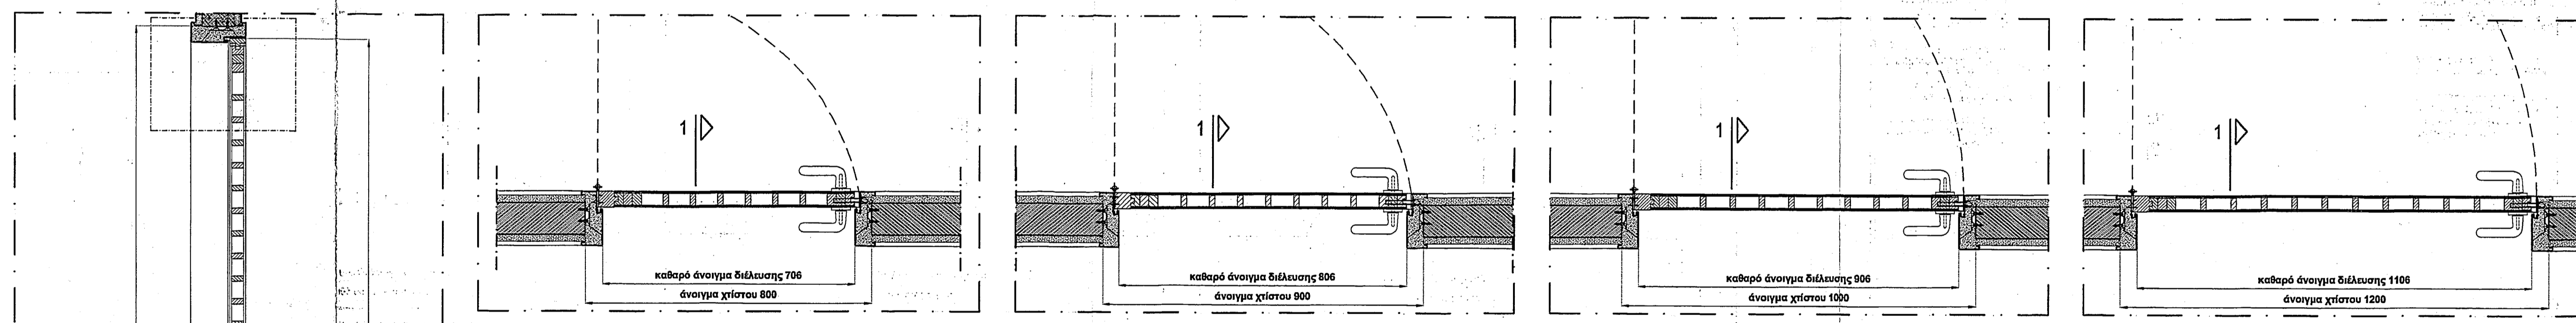 1
καθαρό άνοιγμα διέλευσης 706
άνοιγμα χτίστου 800
1
καθαρό άνοιγμα διέλευσης 806
άνοιγμα χτίστου 900
1
καθαρό άνοιγμα διέλευσης 906
άνοιγμα χτίστου 1000
1
καθαρό άνοιγμα διέλευσης 1106
άνοιγμα χτίστου 1200